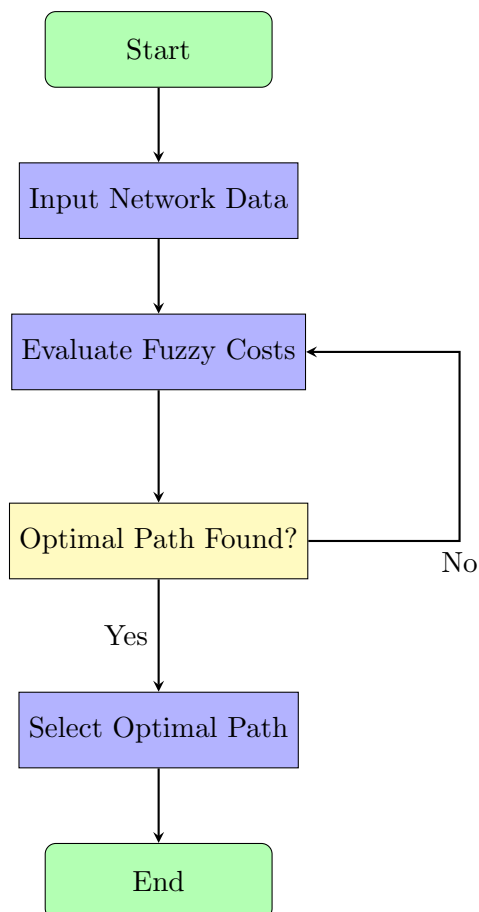 Start
Input Network Data
Evaluate Fuzzy Costs
Optimal Path Found?
No
Yes
Select Optimal Path
End